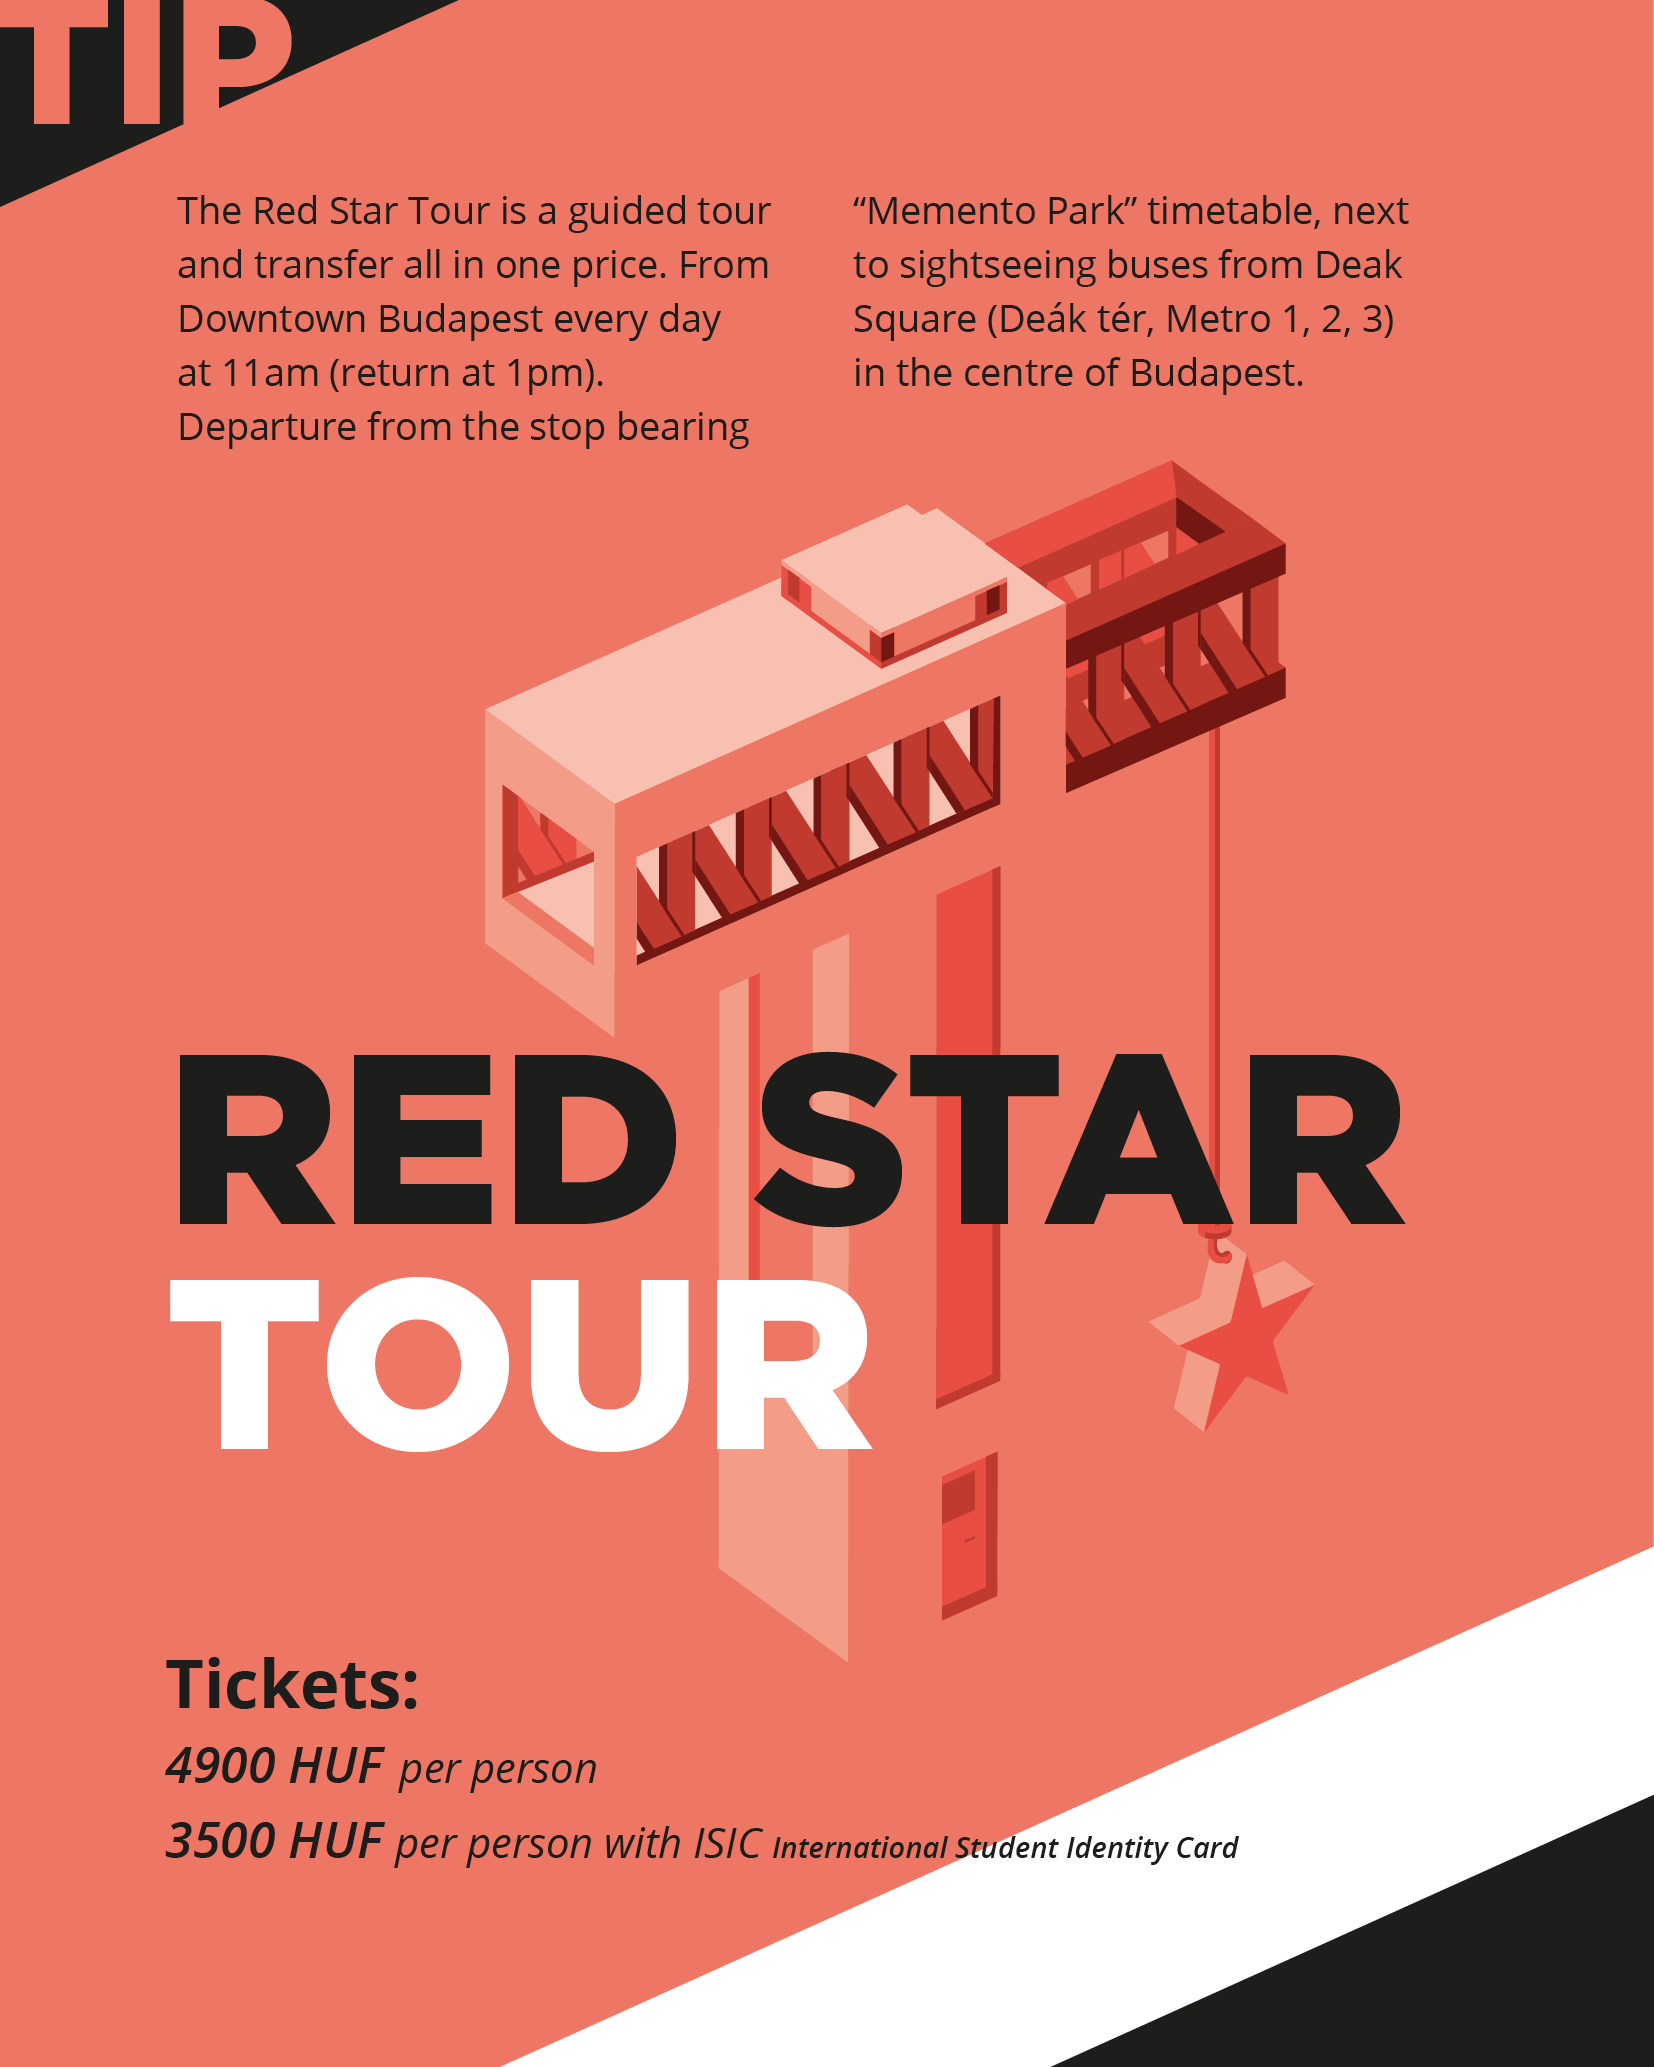 TIP
The Red Star Tour is a guided tour
and transfer all in one price. From
Downtown Budapest every day
at 11am (return at 1pm).
Departure from the stop bearing
“Memento Park” timetable, next
to sightseeing buses from Deak
Square (Deák tér, Metro 1, 2, 3)
in the centre of Budapest.
RED STAR
TOUR
Tickets:
4900 HUF per person
3500 HUF per person with ISIC International Student Identity Card